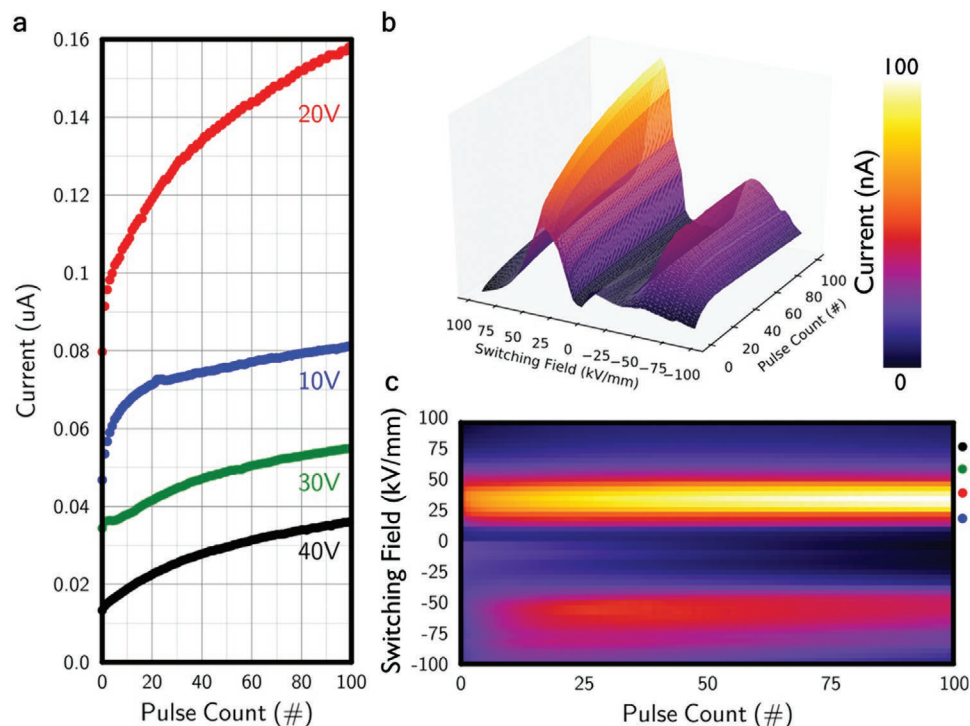 a
0.16
0.14
0.12
0.1
0.08
0.06
0.04
0.02
0.0
Current (uA)
20V
10V
30V
40V
0 20 40 60 80 100
Pulse Count (#)
b
100 75 50 25 0 −25 −50 −75 −100
Switching Field (kV/mm)
0 20 40 60 80 100
Pulse Count (#)
100
Current (nA)
0
c
100
75
50
25
0
-25
-50
-75
-100
Switching Field (kV/mm)
0 50 100
Pulse Count (#)